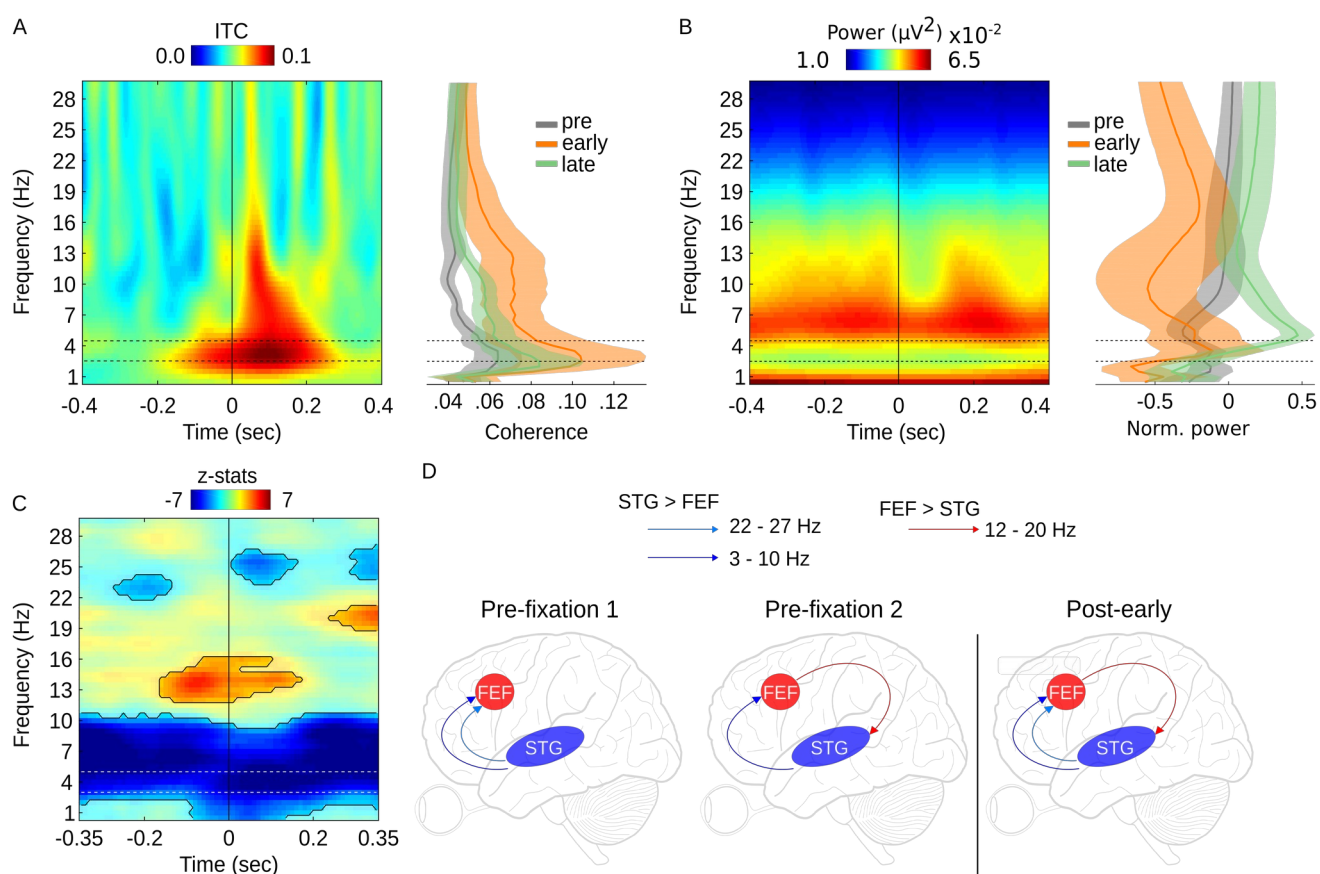 A
ITC
0.0 0.1
28
25
22
19
16
13
10
7
4
1
Frequency (Hz)
-0.4 -0.2 0 0.2 0.4
Time (sec)
pre
early
late
.04 .06 .08 .10 .12
Coherence
B
Power (μV2) x10-2
1.0 6.5
28
25
22
19
16
13
10
7
4
1
Frequency (Hz)
-0.4 -0.2 0 0.2 0.4
Time (sec)
pre
early
late
-0.5 0 0.5
Norm. power
C
z-stats
-7 7
28
25
22
19
16
13
10
7
4
1
Frequency (Hz)
-0.35 -0.2 0 0.2 0.35
Time (sec)
D
STG > FEF
22 - 27 Hz
3 - 10 Hz
FEF > STG
12 - 20 Hz
Pre-fixation 1
FEF
STG
Pre-fixation 2
FEF
STG
Post-early
FEF
STG